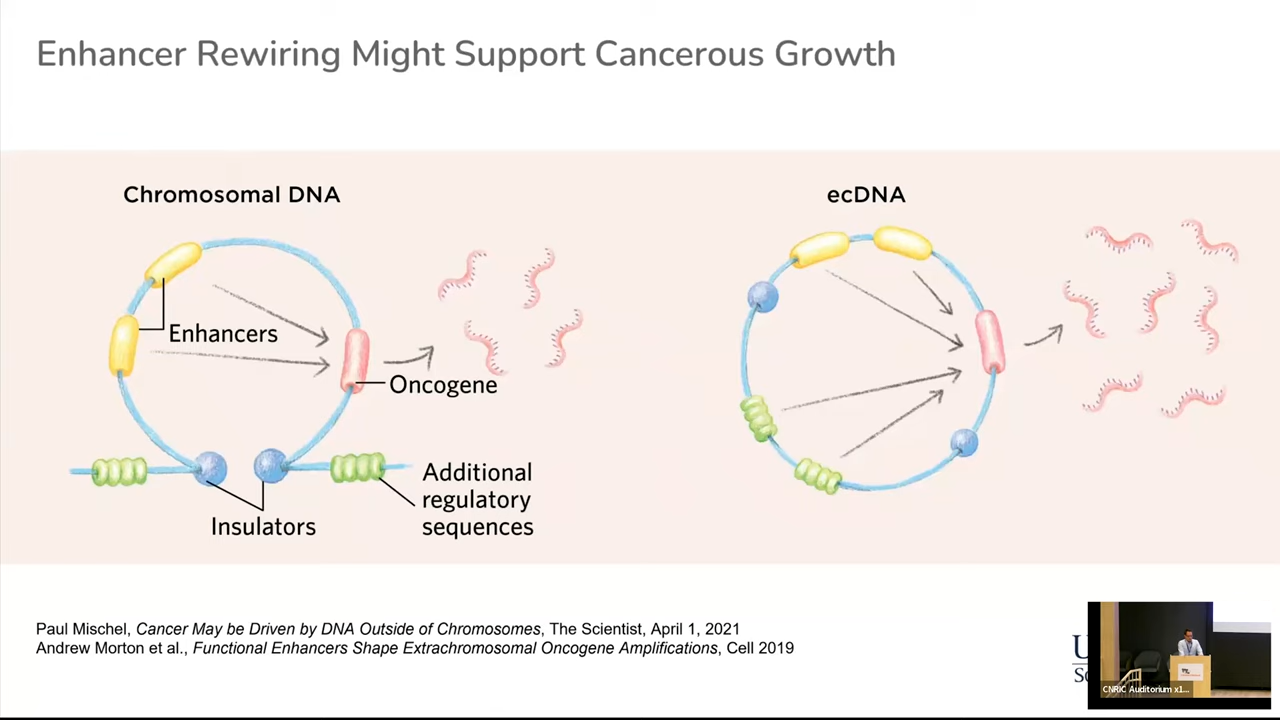 Enhancer Rewiring Might Support Cancerous Growth
Chromosomal DNA
Enhancers
Oncogene
Insulators
Additional
regulatory
sequences
ecDNA
Paul Mischel, Cancer May be Driven by DNA Outside of Chromosomes, The Scientist, April 1, 2021
Andrew Morton et al., Functional Enhancers Shape Extrachromosomal Oncogene Amplifications, Cell 2019
CNRIC Auditorium x1...